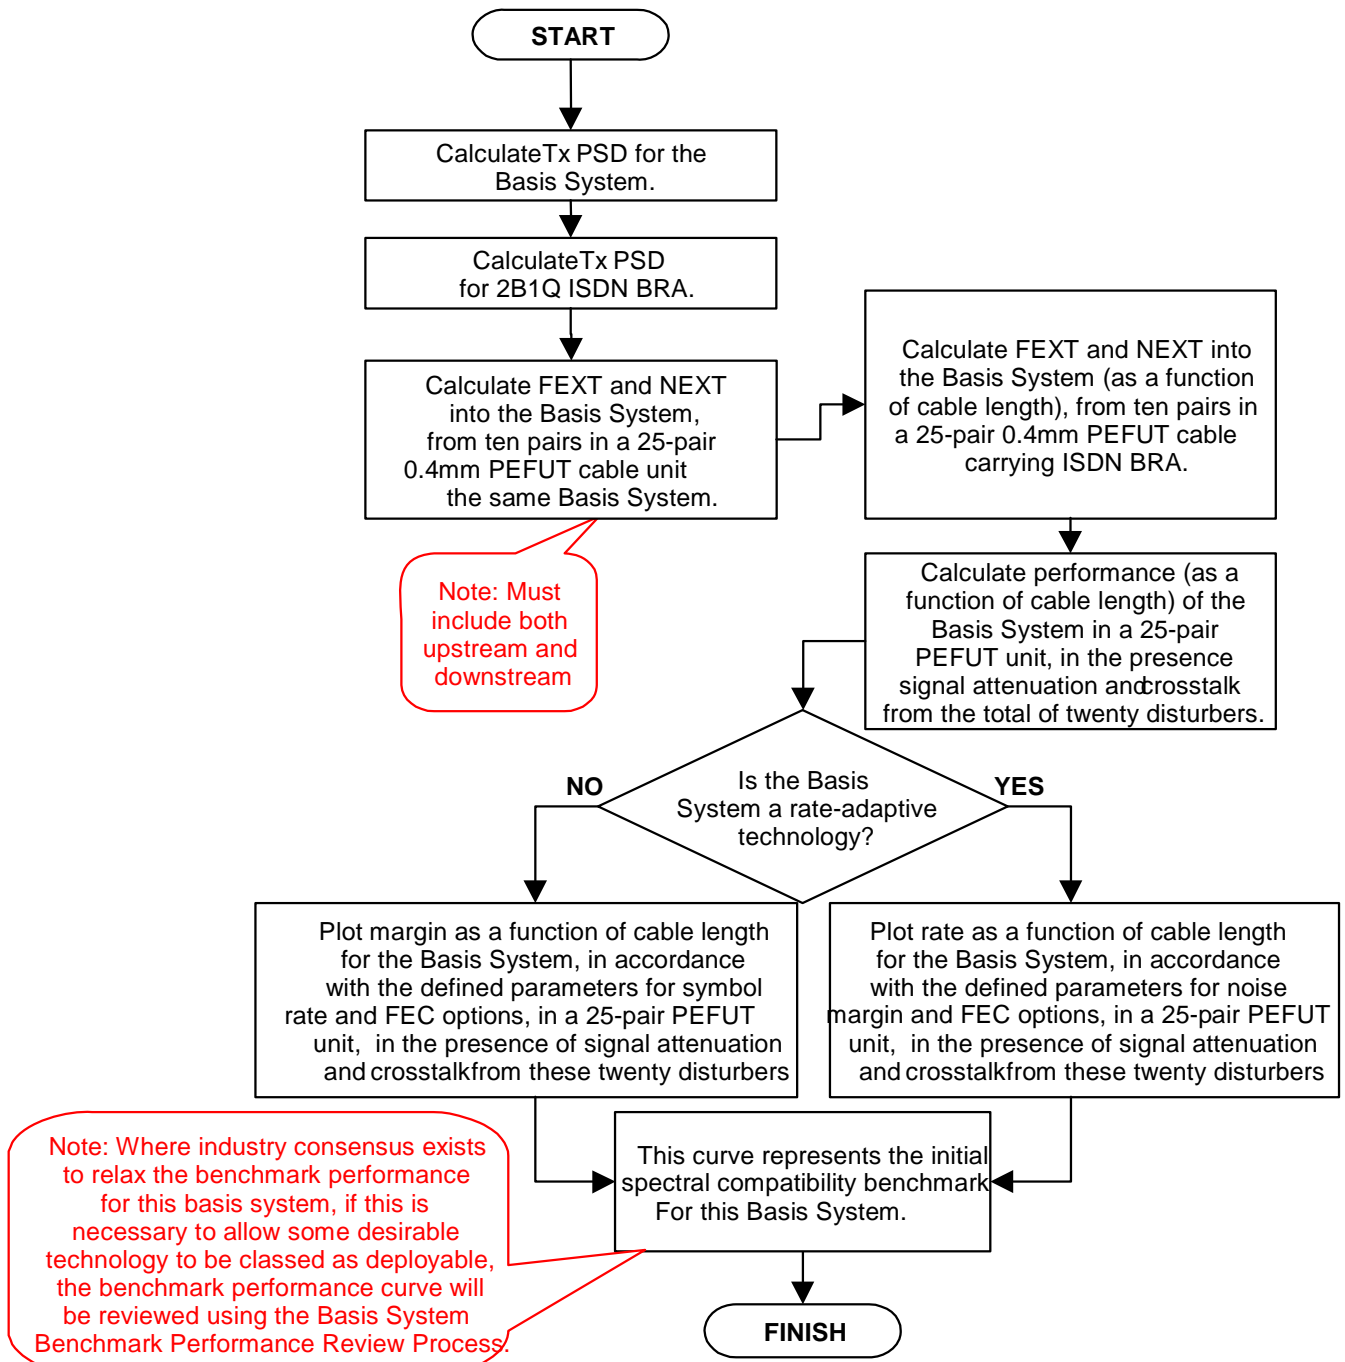 START
CalculateTx PSD for the
Basis System.
CalculateTx PSD
for 2B1Q ISDN BRA.
Calculate FEXT and NEXT
into the Basis System,
from ten pairs in a 25-pair
0.4mm PEFUT cable unit
the same Basis System.
Note: Must
include both
upstream and
downstream
Calculate FEXT and NEXT into
the Basis System (as a function
of cable length), from ten pairs in
a 25-pair 0.4mm PEFUT cable
carrying ISDN BRA.
Calculate performance (as a
function of cable length) of the
Basis System in a 25-pair
PEFUT unit, in the presence
signal attenuation and crosstalk
from the total of twenty disturbers.
Is the Basis
System a rate-adaptive
technology?
NO
YES
Plot margin as a function of cable length
for the Basis System, in accordance
with the defined parameters for symbol
rate and FEC options, in a 25-pair PEFUT
unit, in the presence of signal attenuation
and crosstalk from these twenty disturbers
Plot rate as a function of cable length
for the Basis System, in accordance
with the defined parameters for noise
margin and FEC options, in a 25-pair PEFUT
unit, in the presence of signal attenuation
and crosstalk from these twenty disturbers
Note: Where industry consensus exists
to relax the benchmark performance
for this basis system, if this is
necessary to allow some desirable
technology to be classed as deployable,
the benchmark performance curve will
be reviewed using the Basis System
Benchmark Performance Review Process.
This curve represents the initial
spectral compatibility benchmark
For this Basis System.
FINISH